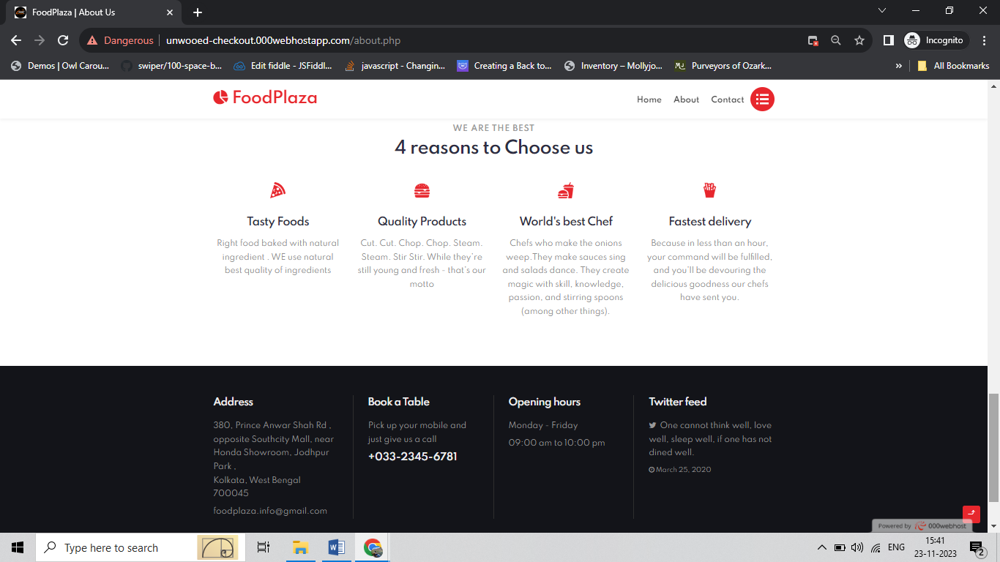 FoodPlaza | About Us
Dangerous
unwooed-checkout.000webhostapp.com/about.php
Incognito
Demos | Owl Carou...
swiper/100-space-b...
Edit fiddle - JSFiddl...
javascript - Changin...
Creating a Back to...
Inventory – Mollyjo...
Purveyors of Ozark...
»
All Bookmarks
FoodPlaza
Home
About
Contact
WE ARE THE BEST
4 reasons to Choose us
Tasty Foods
Right food baked with natural
ingredient . WE use natural
best quality of ingredients
Quality Products
Cut. Cut. Chop. Chop. Steam.
Steam. Stir Stir. While they're
still young and fresh - that's our
motto
World's best Chef
Chefs who make the onions
weep.They make sauces sing
and salads dance. They create
magic with skill, knowledge,
passion, and stirring spoons
(among other things).
Fastest delivery
Because in less than an hour,
your command will be fulfilled,
and you'll be devouring the
delicious goodness our chefs
have sent you.
Address
380, Prince Anwar Shah Rd ,
opposite Southcity Mall, near
Honda Showroom, Jodhpur
Park ,
Kolkata, West Bengal
700045
foodplaza.info@gmail.com
Book a Table
Pick up your mobile and
just give us a call
+033-2345-6781
Opening hours
Monday - Friday
09:00 am to 10:00 pm
Twitter feed
One cannot think well, love
well, sleep well, if one has not
dined well.
March 25, 2020
Powered by 000webhost
Type here to search
ENG
15:41
23-11-2023
2